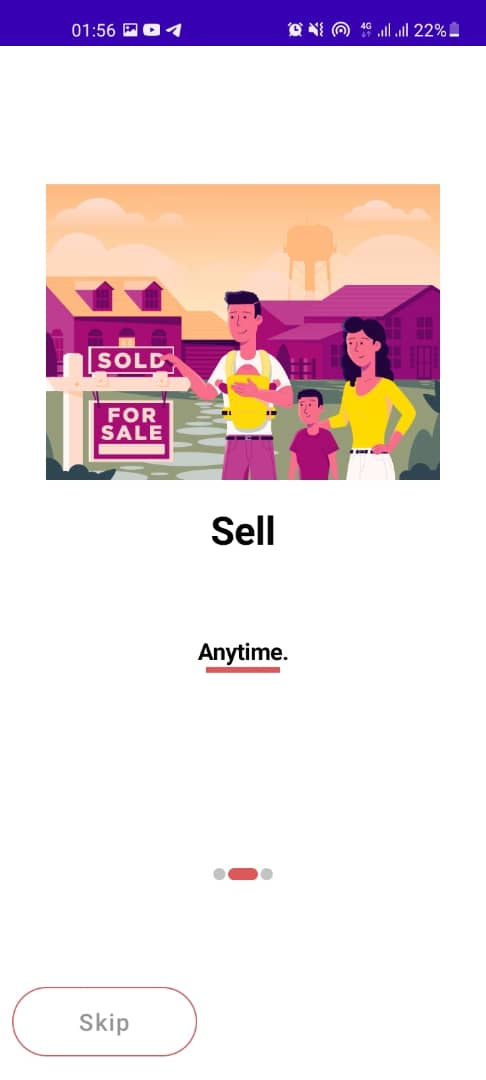 01:56 4G 22%
SOLD
FOR
SALE
Sell
Anytime.
Skip